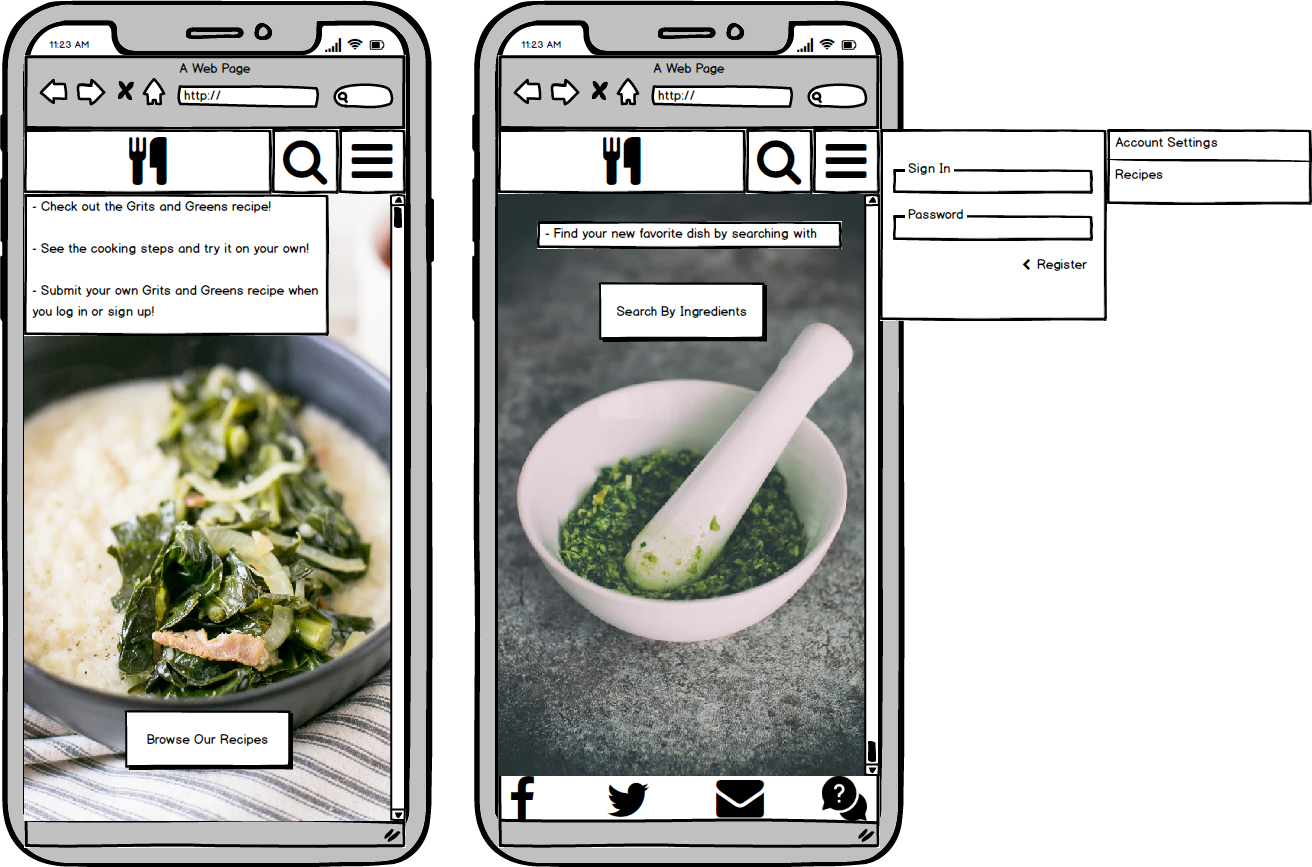 11:23 AM
A Web Page
http://
- Check out the Grits and Greens recipe!
- See the cooking steps and try it on your own!
- Submit your own Grits and Greens recipe when
you log in or sign up!
Browse Our Recipes
11:23 AM
A Web Page
http://
- Find your new favorite dish by searching with
Search By Ingredients
?
Sign In
Password
Register
Account Settings
Recipes